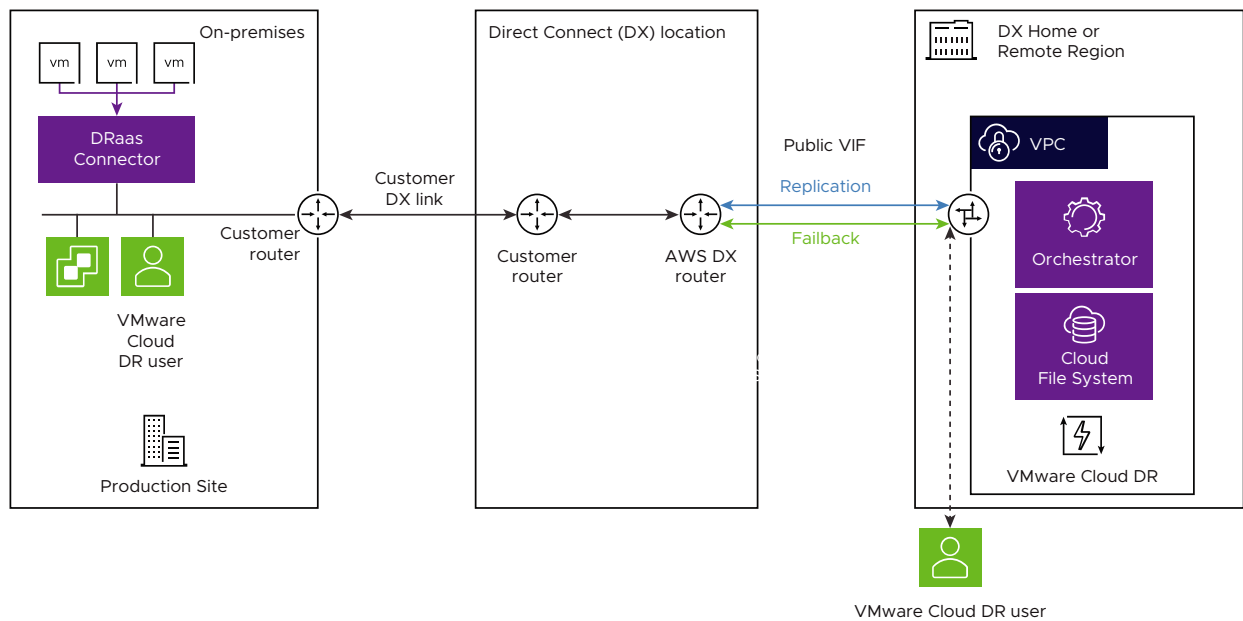 On-premises
vm
vm
vm
DRaas
Connector
Customer
router
VMware
Cloud
DR user
Production Site
Customer
DX link
Direct Connect (DX) location
Customer
router
AWS DX
router
Public VIF
Replication
Failback
DX Home or
Remote Region
VPC
Orchestrator
Cloud
File System
VMware Cloud DR
VMware Cloud DR user